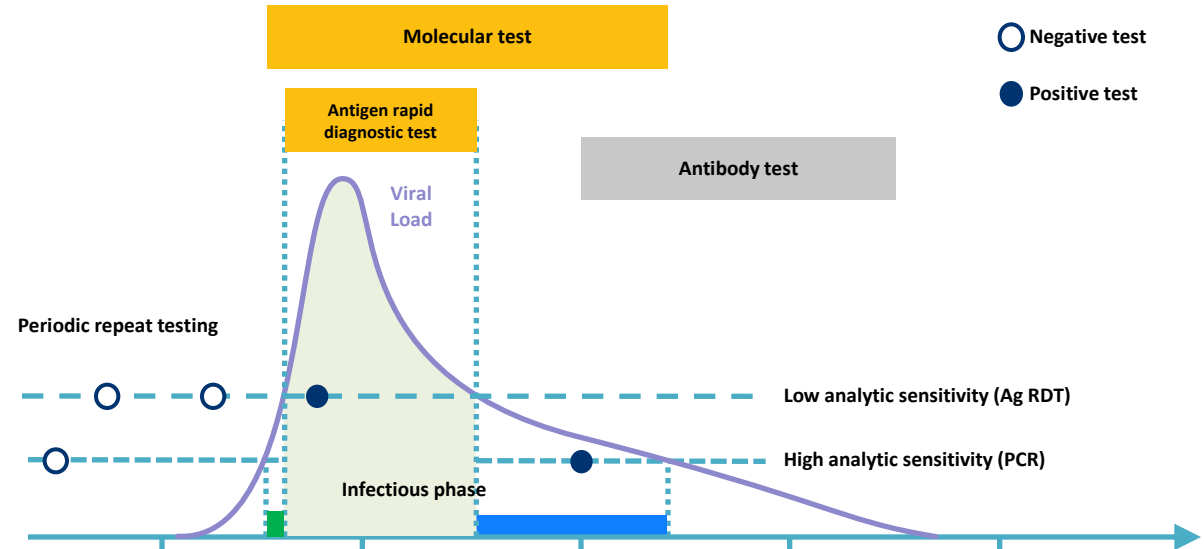 Molecular test
Negative test
Positive test
Antigen rapid
diagnostic test
Antibody test
Viral
Load
Periodic repeat testing
Low analytic sensitivity (Ag RDT)
High analytic sensitivity (PCR)
Infectious phase